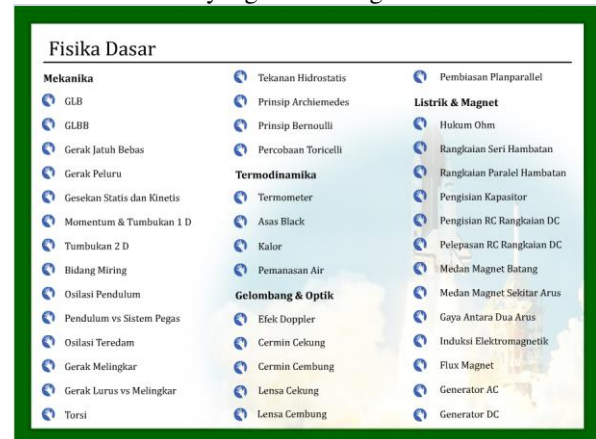 Fisika Dasar
Mekanika
GLB
GLBB
Gerak Jatuh Bebas
Gerak Peluru
Gesekan Statis dan Kinetis
Momentum & Tumbukan 1 D
Tumbukan 2 D
Bidang Miring
Osilasi Pendulum
Pendulum vs Sistem Pegas
Osilasi Teredam
Gerak Melingkar
Gerak Lurus vs Melingkar
Torsi
Tekanan Hidrostatis
Prinsip Archiemedes
Prinsip Bernoulli
Percobaan Toricelli
Termodinamika
Termometer
Asas Black
Kalor
Pemanasan Air
Gelombang & Optik
Efek Doppler
Cermin Cekung
Cermin Cembung
Lensa Cekung
Lensa Cembung
Pembiasan Planparallel
Listrik & Magnet
Hukum Ohm
Rangkaian Seri Hambatan
Rangkaian Paralel Hambatan
Pengisian Kapasitor
Pengisian RC Rangkaian DC
Pelepasan RC Rangkaian DC
Medan Magnet Batang
Medan Magnet Sekitar Arus
Gaya Antara Dua Arus
Induksi Elektromagnetik
Flux Magnet
Generator AC
Generator DC